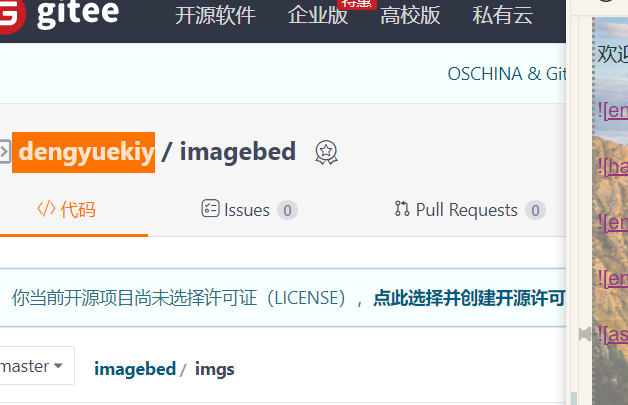 gitee
开源软件 企业版 特惠 高校版 私有云
OSCHINA & Git
dengyuekiy / imagebed
代码 Issues 0 Pull Requests 0
你当前开源项目尚未选择许可证（LICENSE），点此选择并创建开源许可
master
imagebed / imgs
欢迎
![en
![ha
![en
![en
![as